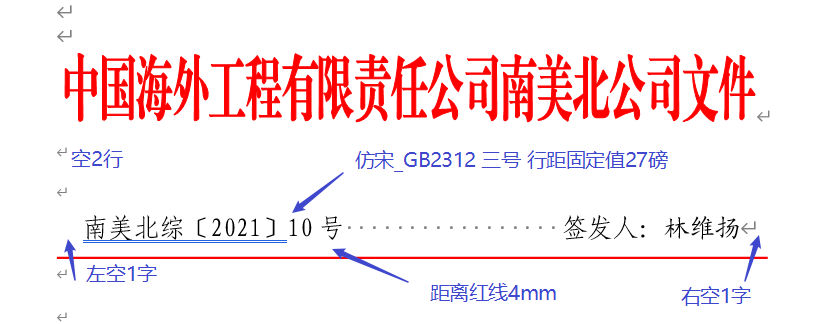 中国海外工程有限责任公司南美北公司文件
空2行
仿宋_GB2312 三号 行距固定值27磅
南美北综〔2021〕10 号················签发人：林维扬
左空1字
距离红线4mm
右空1字